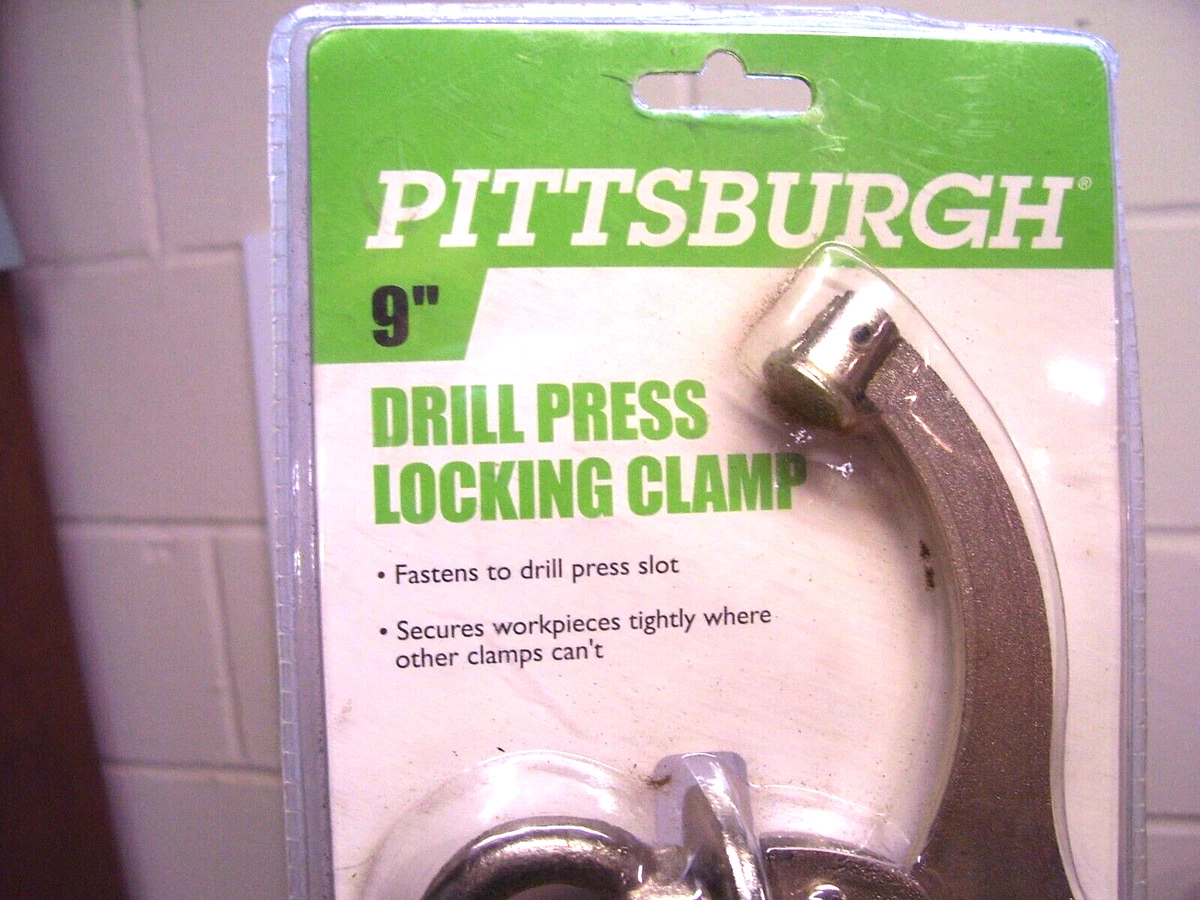 PITTSBURGH®
9"
DRILL PRESS
LOCKING CLAMP
• Fastens to drill press slot
• Secures workpieces tightly where
other clamps can't